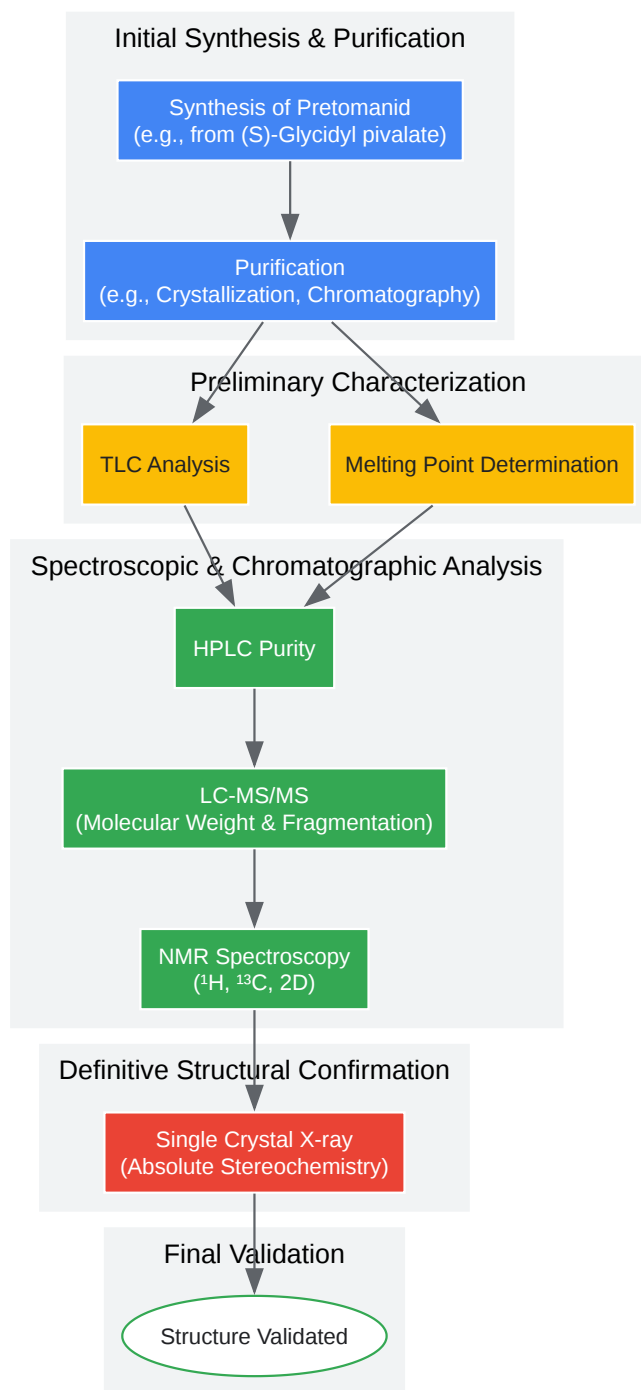 Initial Synthesis & Purification
Synthesis of Pretomanid
(e.g., from (S)-Glycidyl pivalate)
Purification
(e.g., Crystallization, Chromatography)
Preliminary Characterization
TLC Analysis
Melting Point Determination
Spectroscopic & Chromatographic Analysis
HPLC Purity
LC-MS/MS
(Molecular Weight & Fragmentation)
NMR Spectroscopy
(¹H, ¹³C, 2D)
Definitive Structural Confirmation
Single Crystal X-ray
(Absolute Stereochemistry)
Final Validation
Structure Validated